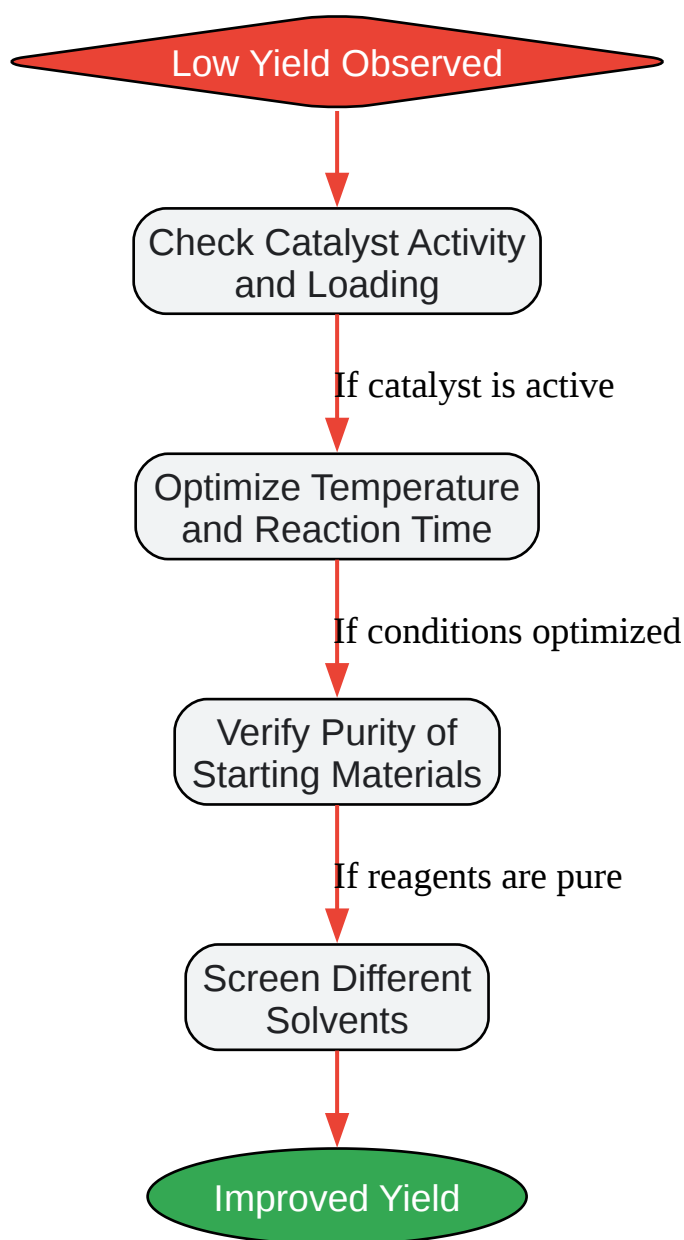 Low Yield Observed
Check Catalyst Activity
and Loading
If catalyst is active
Optimize Temperature
and Reaction Time
If conditions optimized
Verify Purity of
Starting Materials
If reagents are pure
Screen Different
Solvents
Improved Yield